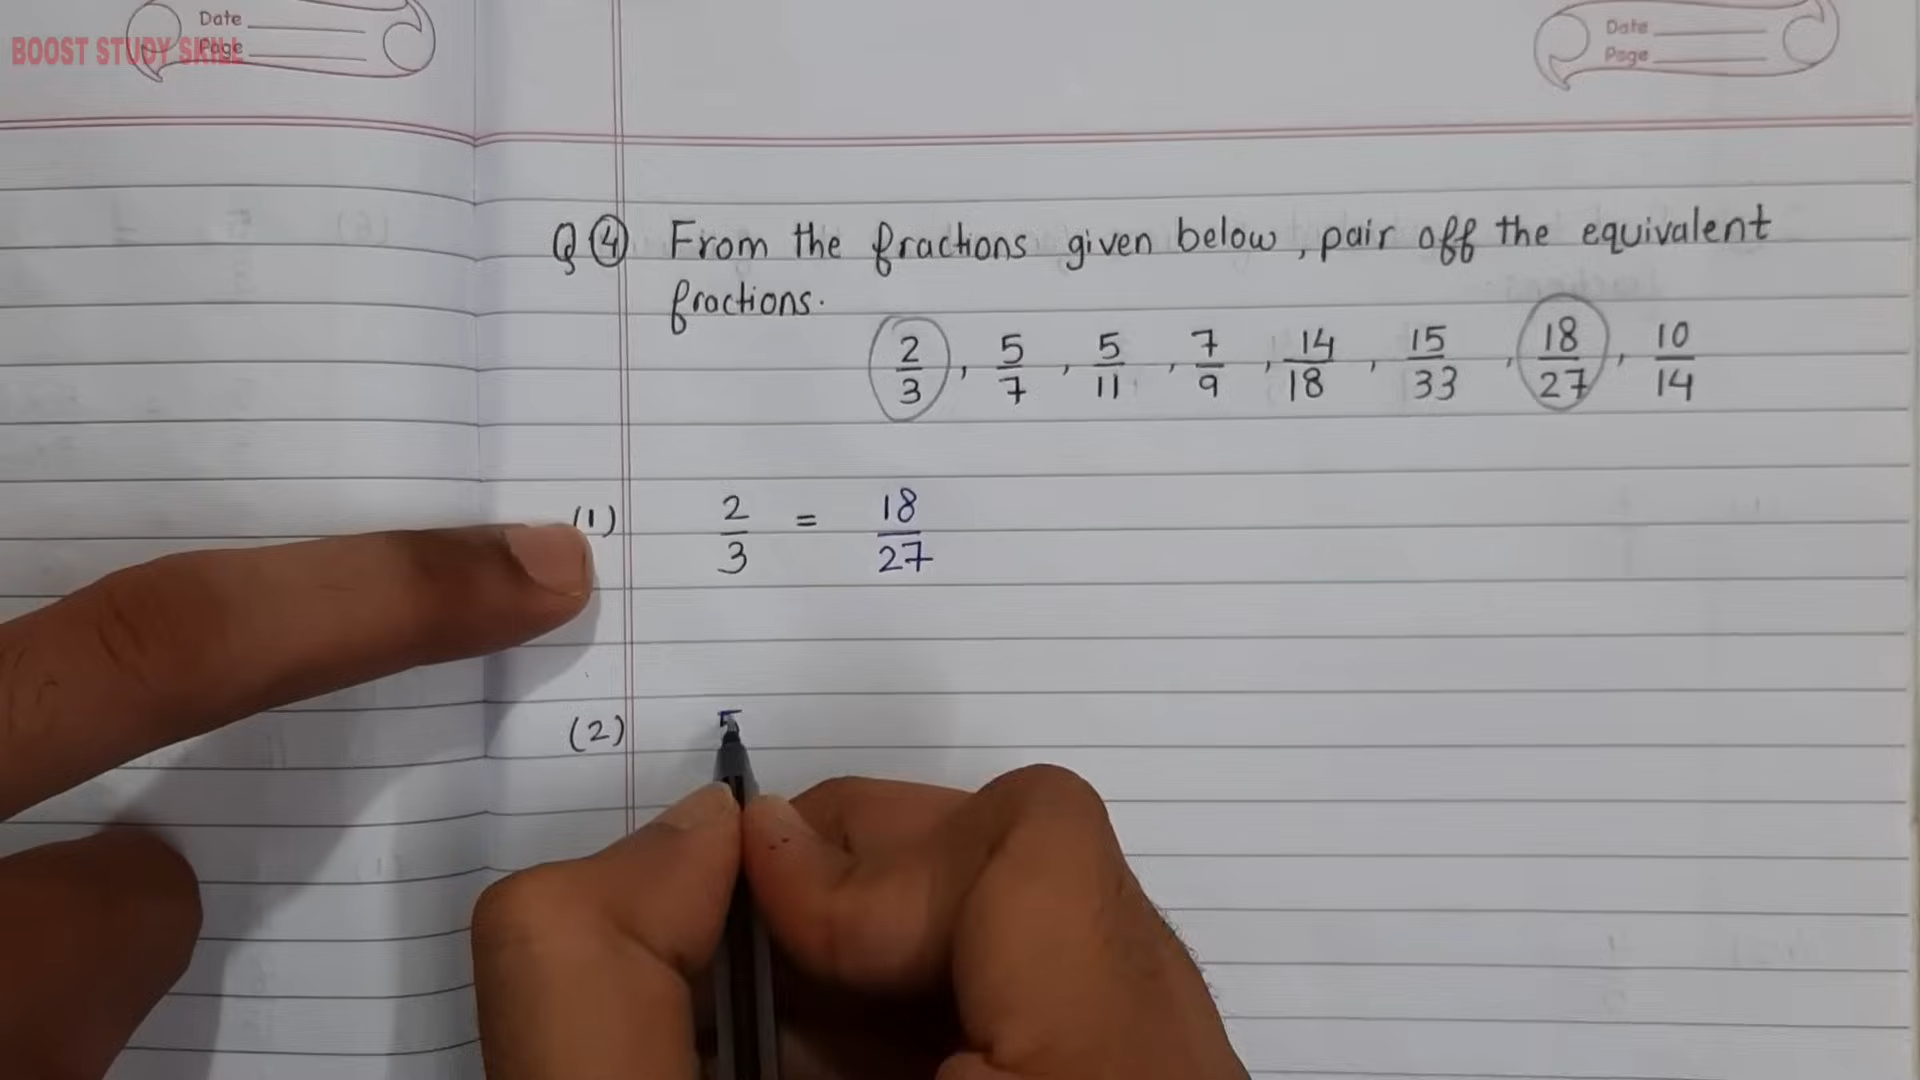 BOOST STUDY SKILL
Date
Page
Date
Page
Q ④ From the fractions given below, pair off the equivalent
fractions.
2/3, 5/7, 5/11, 7/9, 14/18, 15/33, 18/27, 10/14
(1) 2/3 = 18/27
(2) 5